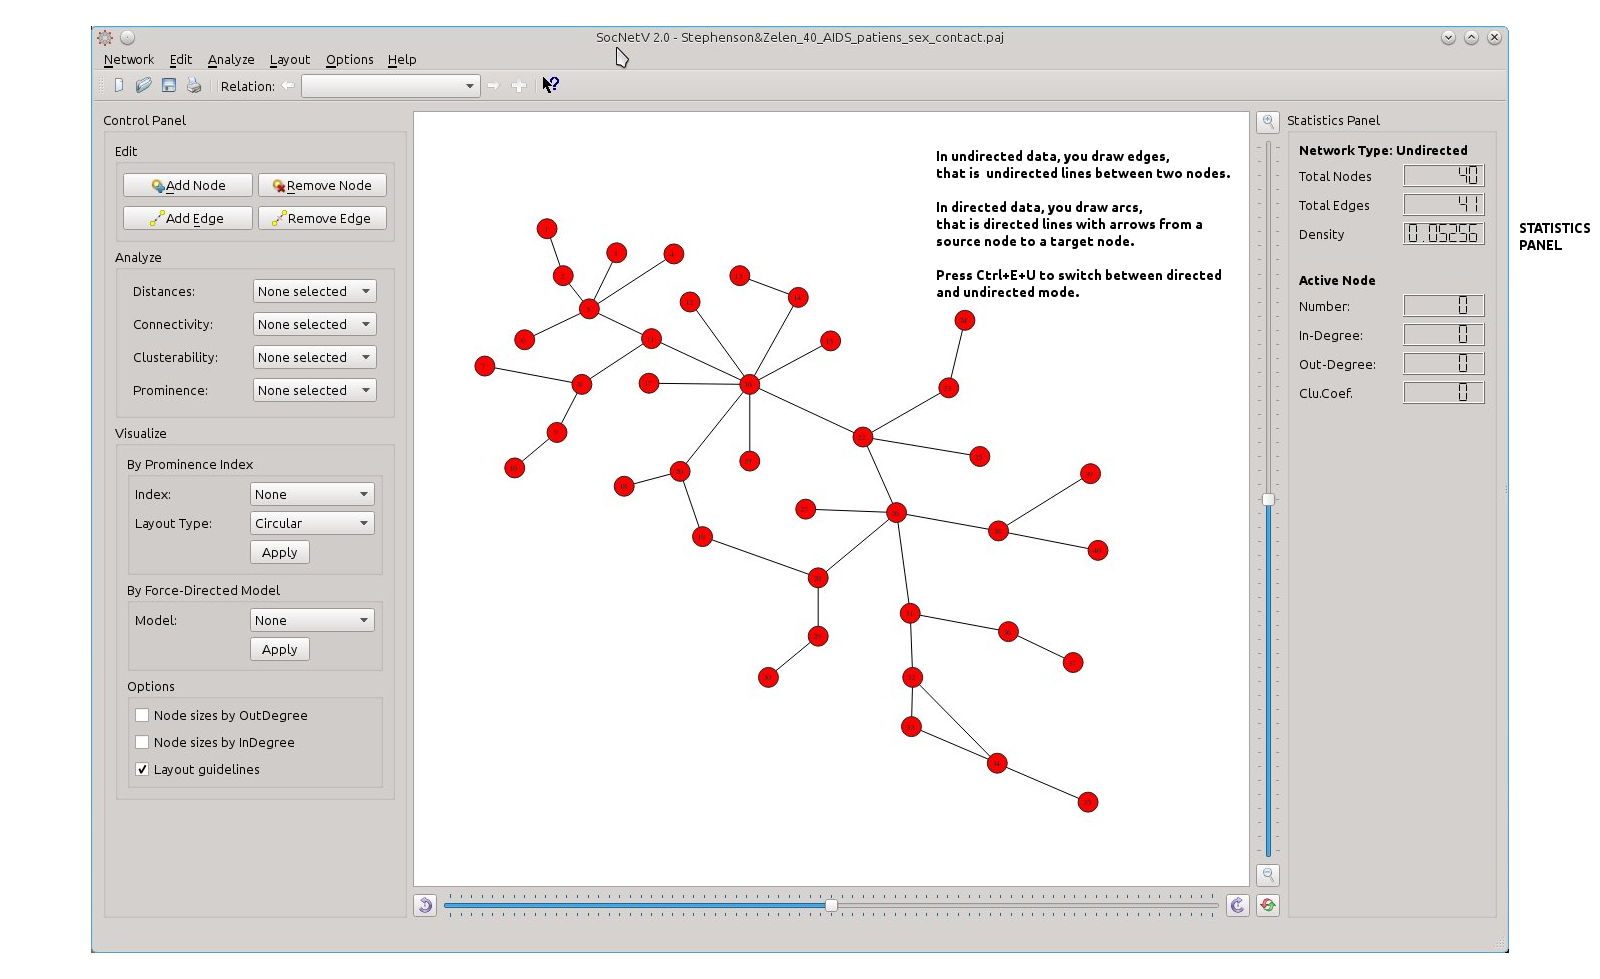 SocNetV 2.0 - Stephenson&Zelen_40_AIDS_patiens_sex_contact.paj
Network Edit Analyze Layout Options Help
Relation:
Control Panel
Edit
Add Node Remove Node
Add Edge Remove Edge
Analyze
Distances: None selected
Connectivity: None selected
Clusterability: None selected
Prominence: None selected
Visualize
By Prominence Index
Index: None
Layout Type: Circular
Apply
By Force-Directed Model
Model: None
Apply
Options
Node sizes by OutDegree
Node sizes by InDegree
Layout guidelines
In undirected data, you draw edges,
that is undirected lines between two nodes.
In directed data, you draw arcs,
that is directed lines with arrows from a
source node to a target node.
Press Ctrl+E+U to switch between directed
and undirected mode.
Statistics Panel
Network Type: Undirected
Total Nodes 40
Total Edges 41
Density 0.05256
Active Node
Number: 0
In-Degree: 0
Out-Degree: 0
Clu.Coef. 0
STATISTICS
PANEL